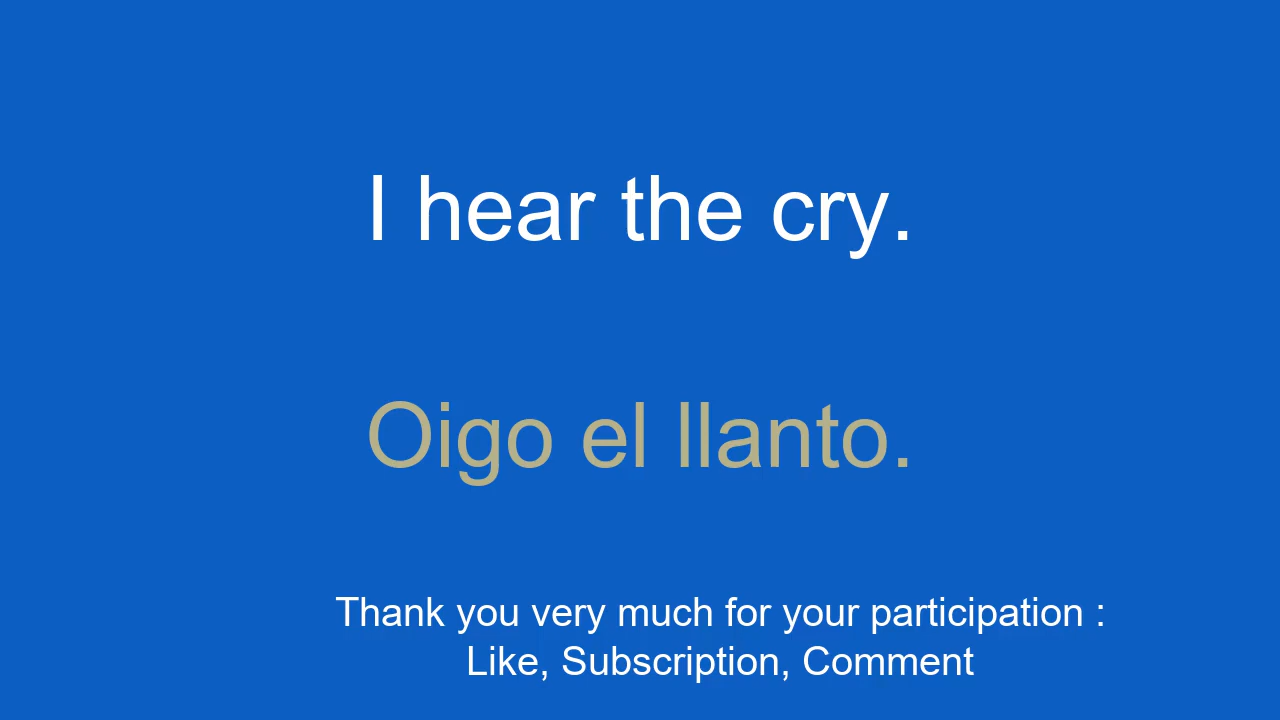 I hear the cry.
Oigo el llanto.
Thank you very much for your participation :
Like, Subscription, Comment